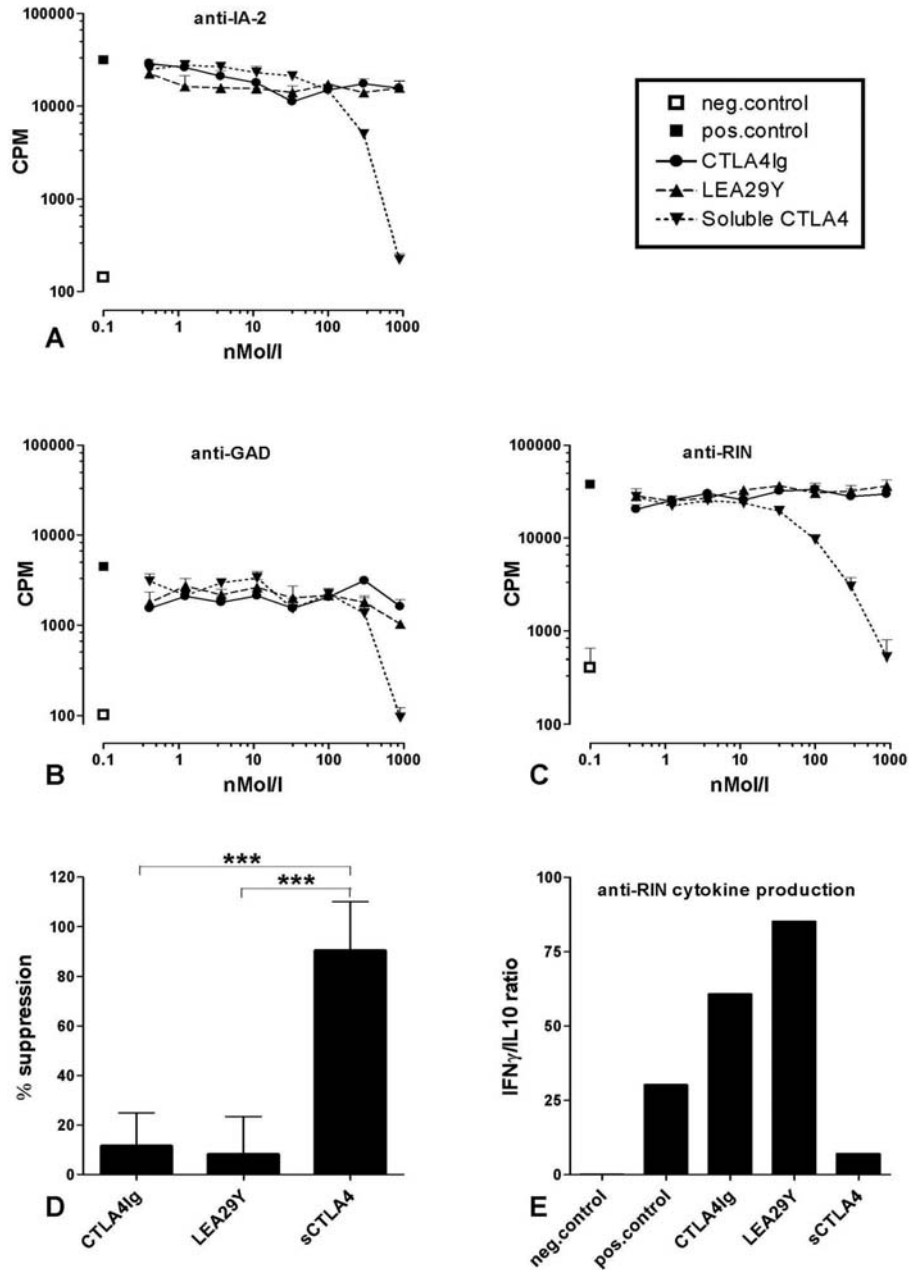 anti-IA-2
100000
10000
1000
100
CPM
0.1
1
10
100
1000
nMol/l
A
neg.control
pos.control
CTLA4Ig
LEA29Y
Soluble CTLA4
anti-GAD
100000
10000
1000
100
CPM
0.1
1
10
100
1000
nMol/l
B
anti-RIN
100000
10000
1000
100
CPM
0.1
1
10
100
1000
nMol/l
C
120
100
80
60
40
20
0
% suppression
***
***
CTLA4Ig
LEA29Y
sCTLA4
D
anti-RIN cytokine production
100
75
50
25
0
IFNγ/IL10 ratio
neg.control
pos.control
CTLA4Ig
LEA29Y
sCTLA4
E